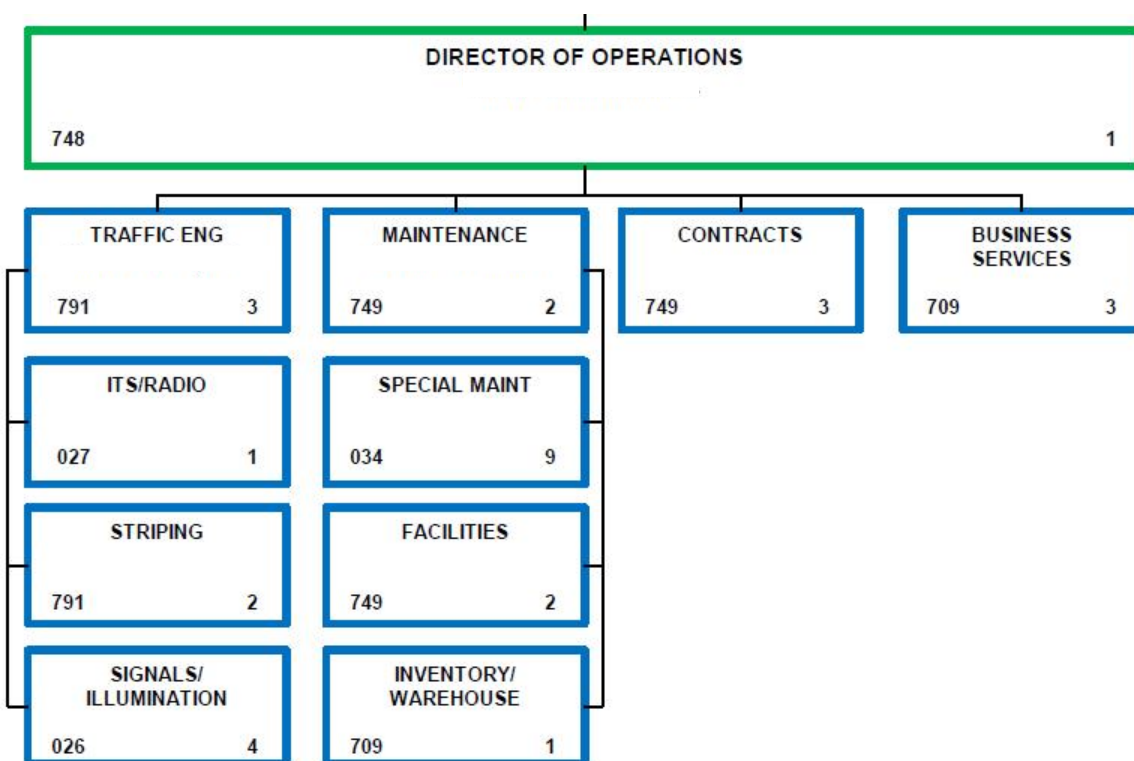 DIRECTOR OF OPERATIONS
748 1
TRAFFIC ENG
791 3
MAINTENANCE
749 2
CONTRACTS
749 3
BUSINESS
SERVICES
709 3
ITS/RADIO
027 1
SPECIAL MAINT
034 9
STRIPING
791 2
FACILITIES
749 2
SIGNALS/
ILLUMINATION
026 4
INVENTORY/
WAREHOUSE
709 1